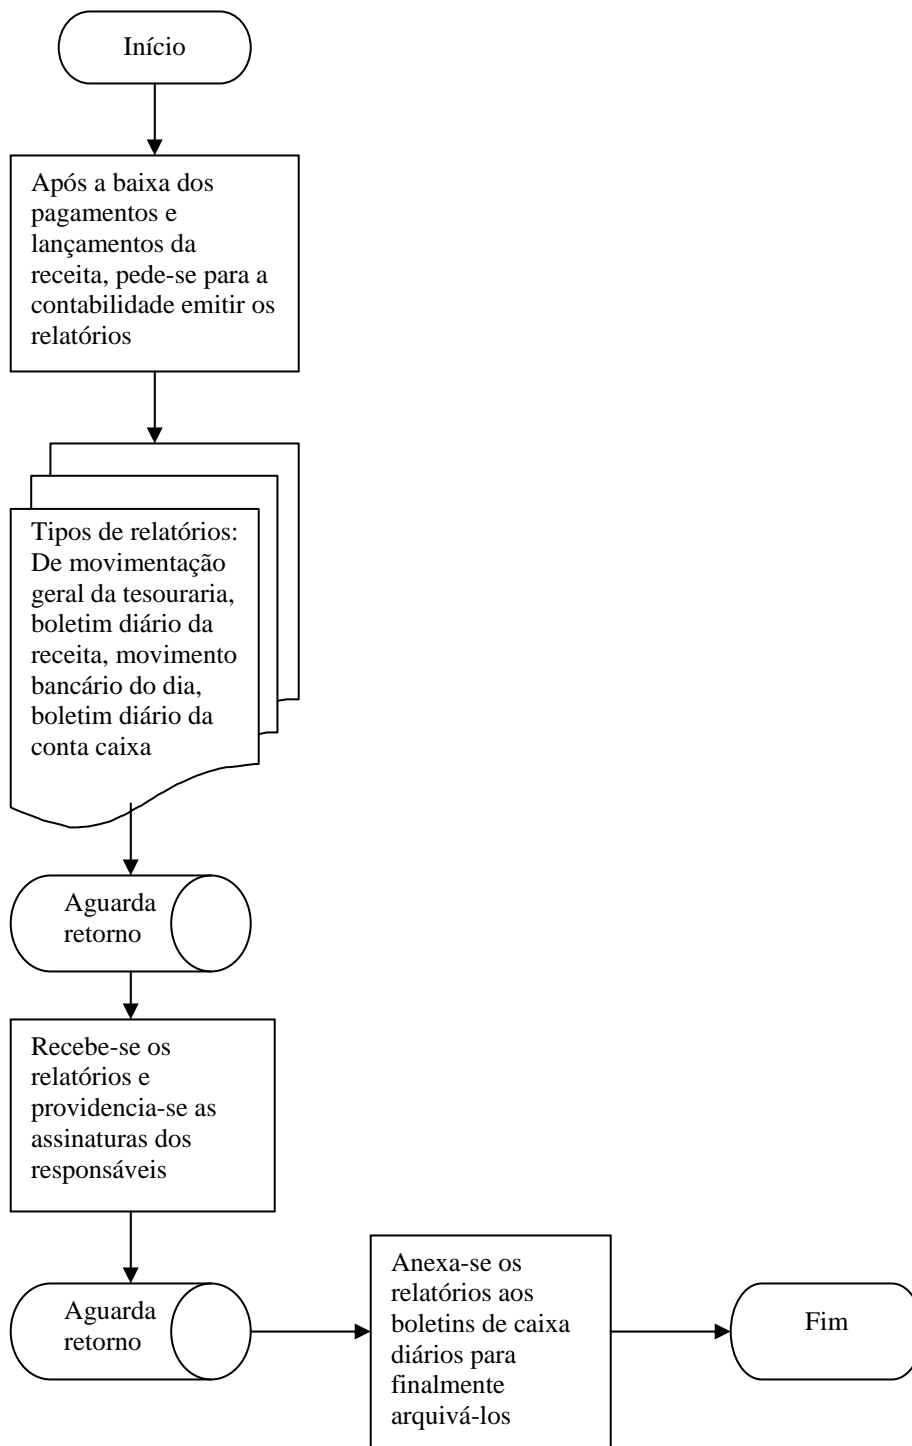 Início
Após a baixa dos
pagamentos e
lançamentos da
receita, pede-se para a
contabilidade emitir os
relatórios
Tipos de relatórios:
De movimentação
geral da tesouraria,
boletim diário da
receita, movimento
bancário do dia,
boletim diário da
conta caixa
Aguarda
retorno
Recebe-se os
relatórios e
providencia-se as
assinaturas dos
responsáveis
Aguarda
retorno
Anexa-se os
relatórios aos
boletins de caixa
diários para
finalmente
arquivá-los
Fim